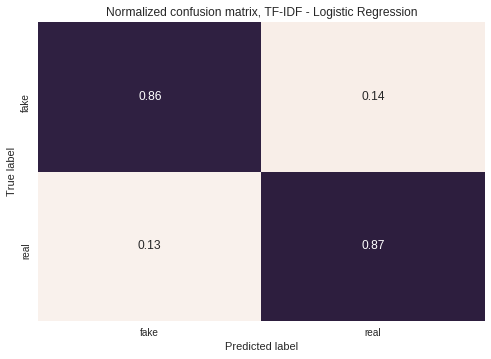 Normalized confusion matrix, TF-IDF - Logistic Regression
True label
fake
0.86
0.14
real
0.13
0.87
fake
real
Predicted label